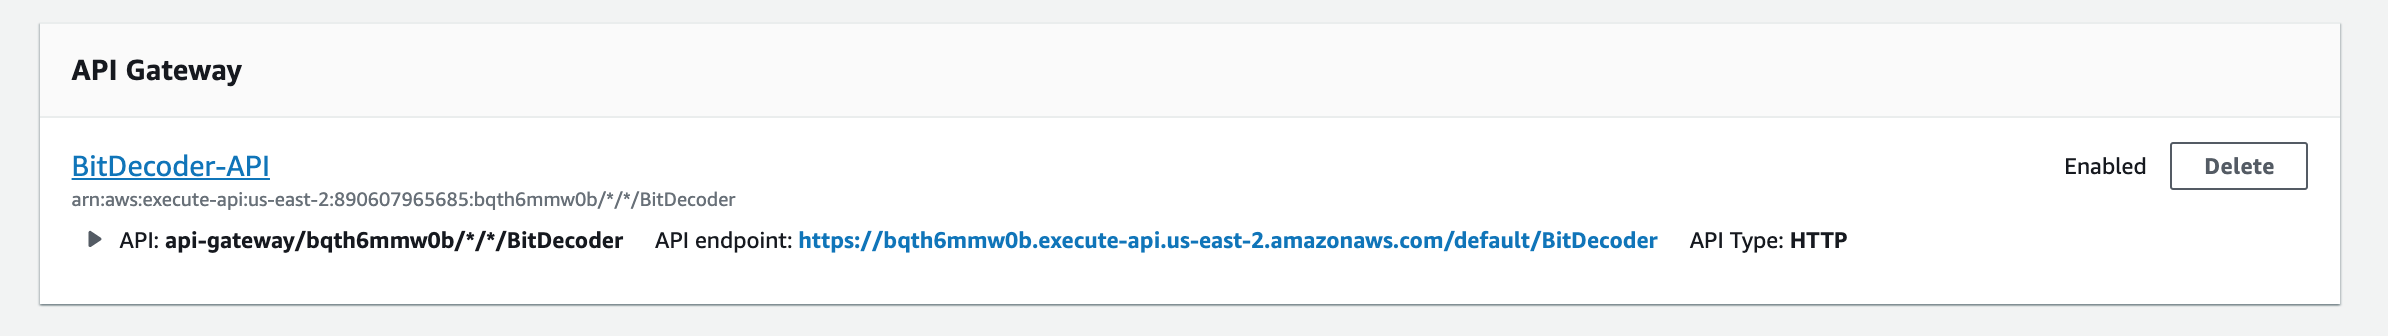 API Gateway
BitDecoder-API
Enabled Delete
arn:aws:execute-api:us-east-2:890607965685:bqth6mmw0b/*/*/BitDecoder
API: api-gateway/bqth6mmw0b/*/*/BitDecoder API endpoint: https://bqth6mmw0b.execute-api.us-east-2.amazonaws.com/default/BitDecoder API Type: HTTP